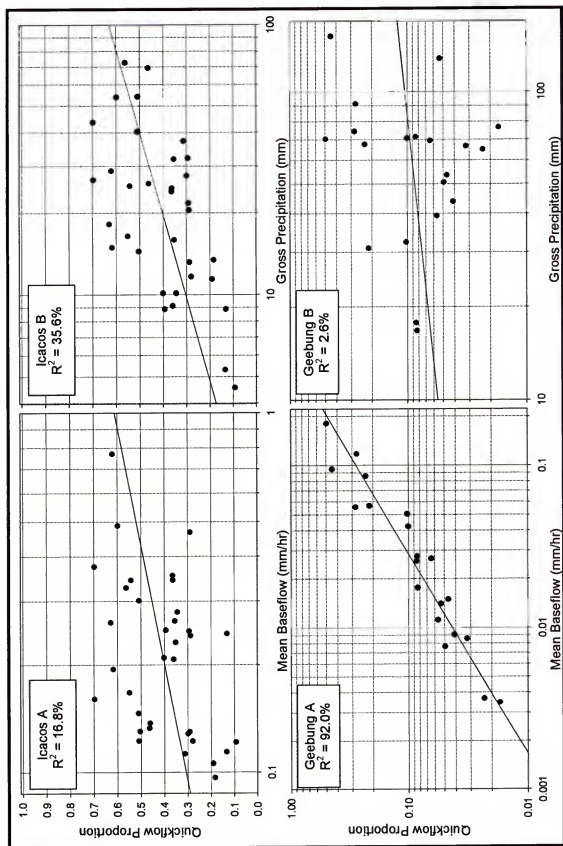 Icacos A
R² = 16.8%
Quickflow Proportion
1.0
0.9
0.8
0.7
0.6
0.5
0.4
0.3
0.2
0.1
0.0
0.1
1
Mean Baseflow (mm/hr)
Icacos B
R² = 35.6%
10
100
Gross Precipitation (mm)
Geebung A
R² = 92.0%
Quickflow Proportion
1.00
0.10
0.01
0.001
0.01
0.1
Mean Baseflow (mm/hr)
Geebung B
R² = 2.6%
10
100
Gross Precipitation (mm)